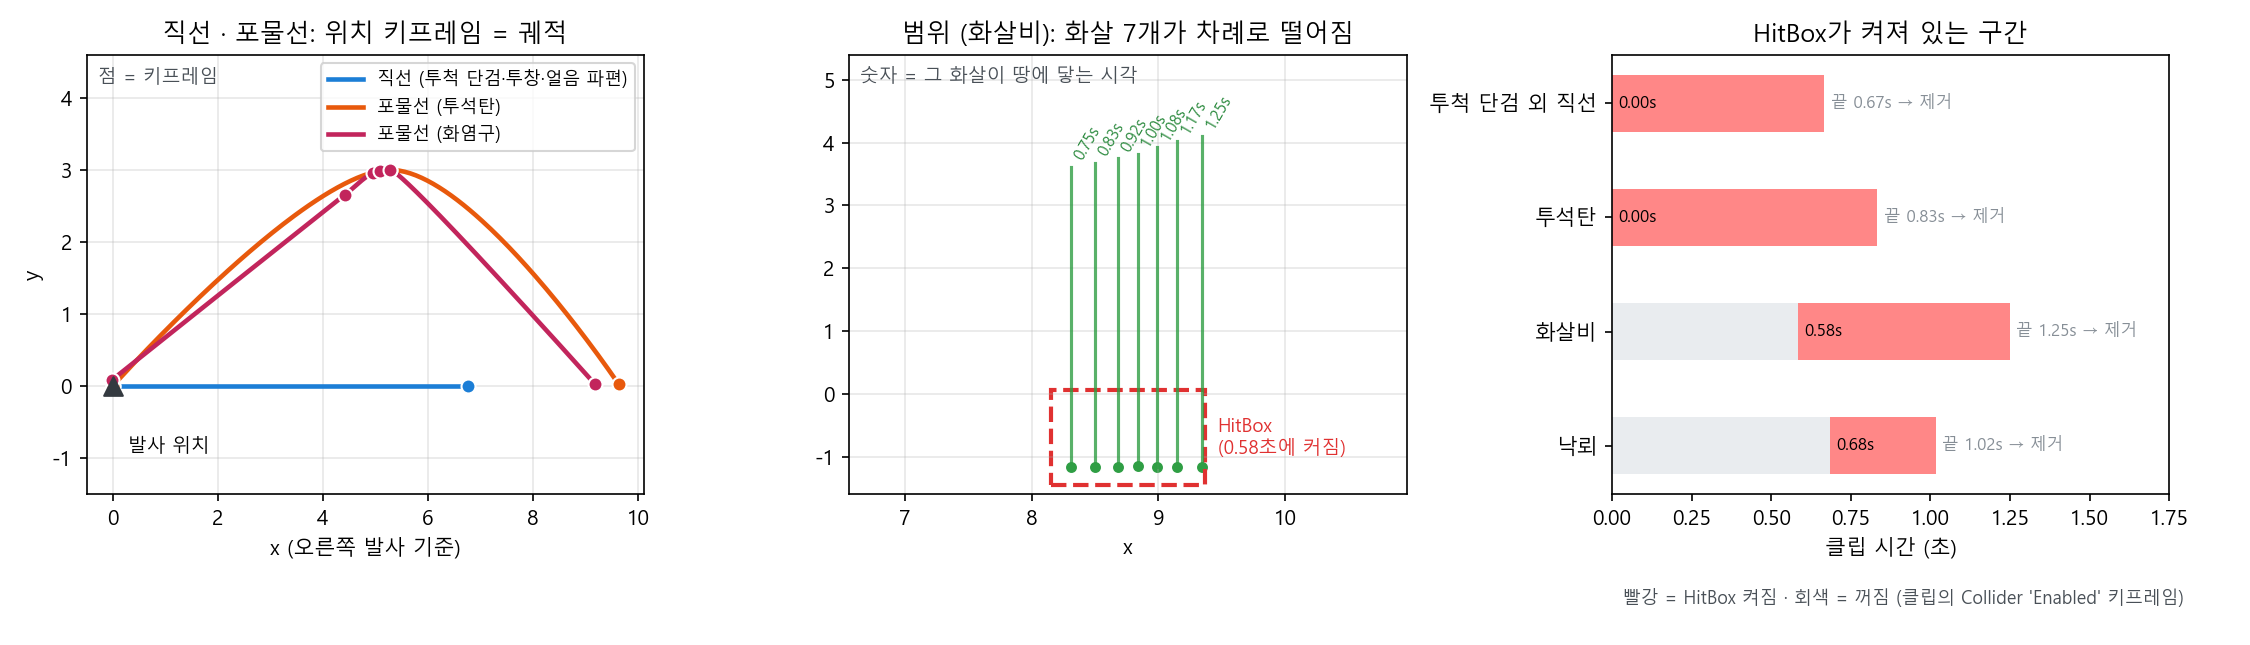 직선 · 포물선: 위치 키프레임 = 궤적
점 = 키프레임
직선 (투척 단검·투창·얼음 파편)
포물선 (투석탄)
포물선 (화염구)
4
3
2
1
0
-1
y
발사 위치
0
2
4
6
8
10
x (오른쪽 발사 기준)
범위 (화살비): 화살 7개가 차례로 떨어짐
숫자 = 그 화살이 땅에 닿는 시각
5
4
3
2
1
0
-1
0.75s
0.83s
0.92s
1.00s
1.08s
1.17s
1.25s
HitBox
(0.58초에 켜짐)
7
8
9
10
x
HitBox가 켜져 있는 구간
투척 단검 외 직선
0.00s
끝 0.67s → 제거
투석탄
0.00s
끝 0.83s → 제거
화살비
0.58s
끝 1.25s → 제거
낙뢰
0.68s
끝 1.02s → 제거
0.00
0.25
0.50
0.75
1.00
1.25
1.50
1.75
클립 시간 (초)
빨강 = HitBox 켜짐 · 회색 = 꺼짐 (클립의 Collider 'Enabled' 키프레임)